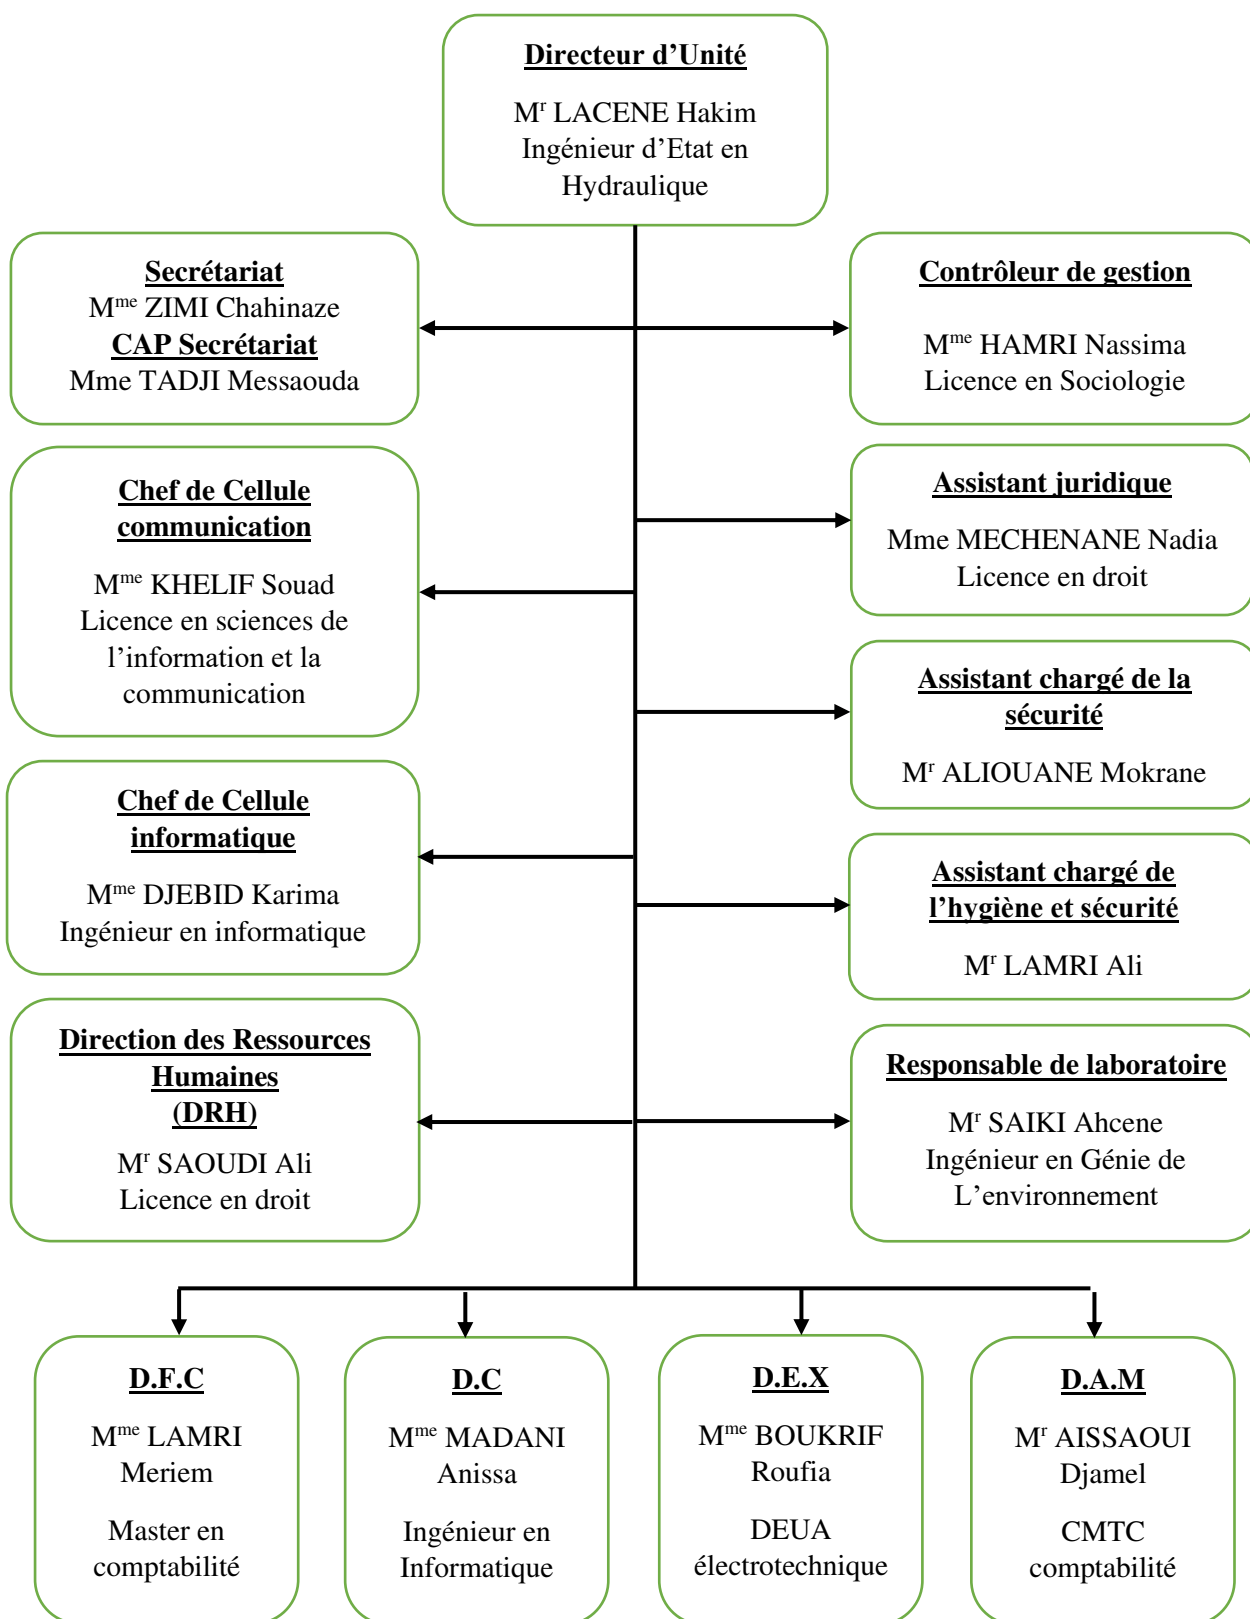 Directeur d’Unité
Mr LACENE Hakim
Ingénieur d’Etat en
Hydraulique
Secrétariat
Mme ZIMI Chahinaze
CAP Secrétariat
Mme TADJI Messaouda
Contrôleur de gestion
Mme HAMRI Nassima
Licence en Sociologie
Chef de Cellule
communication
Mme KHELIF Souad
Licence en sciences de
l’information et la
communication
Assistant juridique
Mme MECHENANE Nadia
Licence en droit
Assistant chargé de la
sécurité
Mr ALIOUANE Mokrane
Chef de Cellule
informatique
Mme DJEBID Karima
Ingénieur en informatique
Assistant chargé de
l’hygiène et sécurité
Mr LAMRI Ali
Direction des Ressources
Humaines
(DRH)
Mr SAOUDI Ali
Licence en droit
Responsable de laboratoire
Mr SAIKI Ahcene
Ingénieur en Génie de
L’environnement
D.F.C
Mme LAMRI
Meriem
Master en
comptabilité
D.C
Mme MADANI
Anissa
Ingénieur en
Informatique
D.E.X
Mme BOUKRIF
Roufia
DEUA
électrotechnique
D.A.M
Mr AISSAOUI
Djamel
CMTC
comptabilité